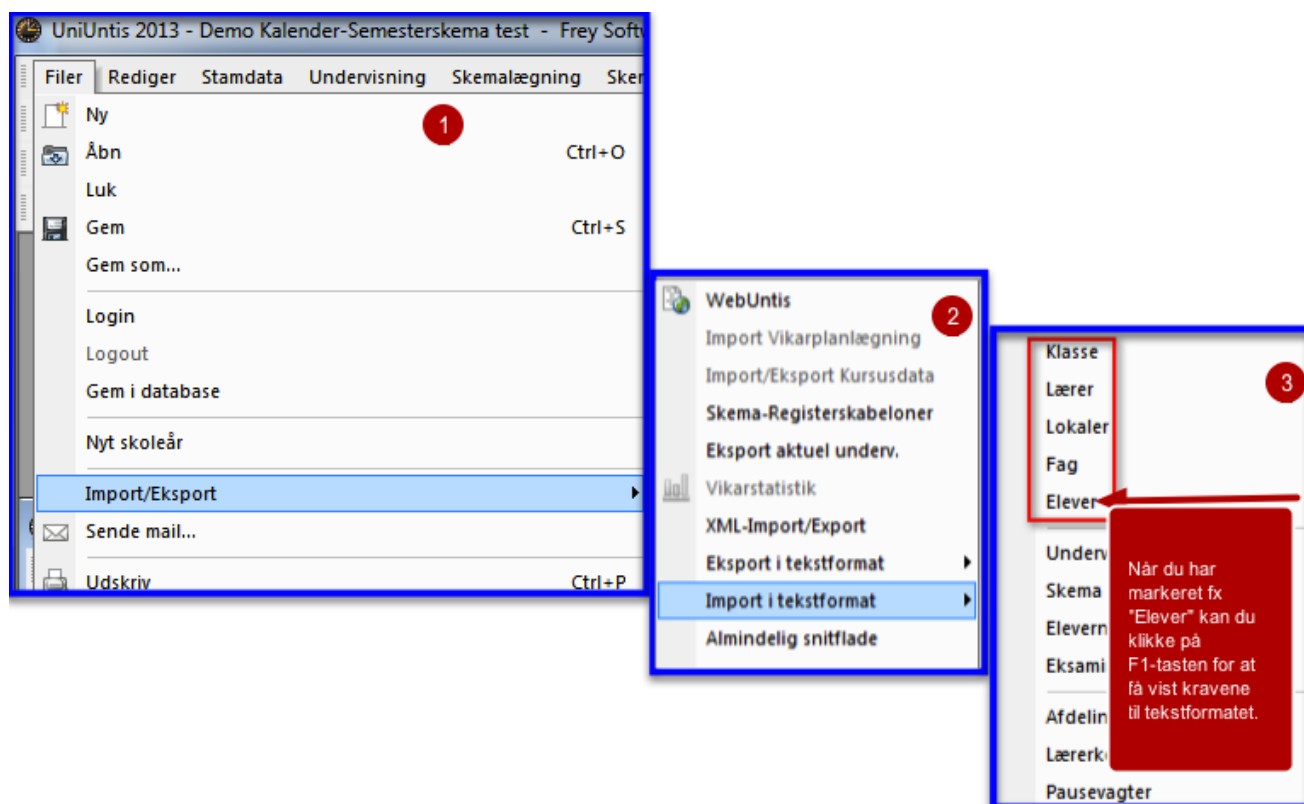 UniUntis 2013 - Demo Kalender-Semesterskema test - Frey
Filer Rediger Stamdata Undervisning Skemalægning
1
Ny
Åbn Ctrl+O
Luk
Gem Ctrl+S
Gem som...
Login
Logout
Gem i database
Nyt skoleår
Import/Eksport
Sende mail...
Udskriv Ctrl+P
2
WebUntis
Import Vikarplanlægning
Import/Eksport Kursusdata
Skema-Registerskabeloner
Eksport aktuel underv.
Vikarstatistik
XML-Import/Export
Eksport i tekstformat
Import i tekstformat
Almindelig snitflade
3
Klasse
Lærer
Lokaler
Fag
Elever
Skema
Pausevagter
Når du har
markeret fx
"Elever" kan du
klikke på
F1-tasten for at
få vist kravene
til tekstformatet.